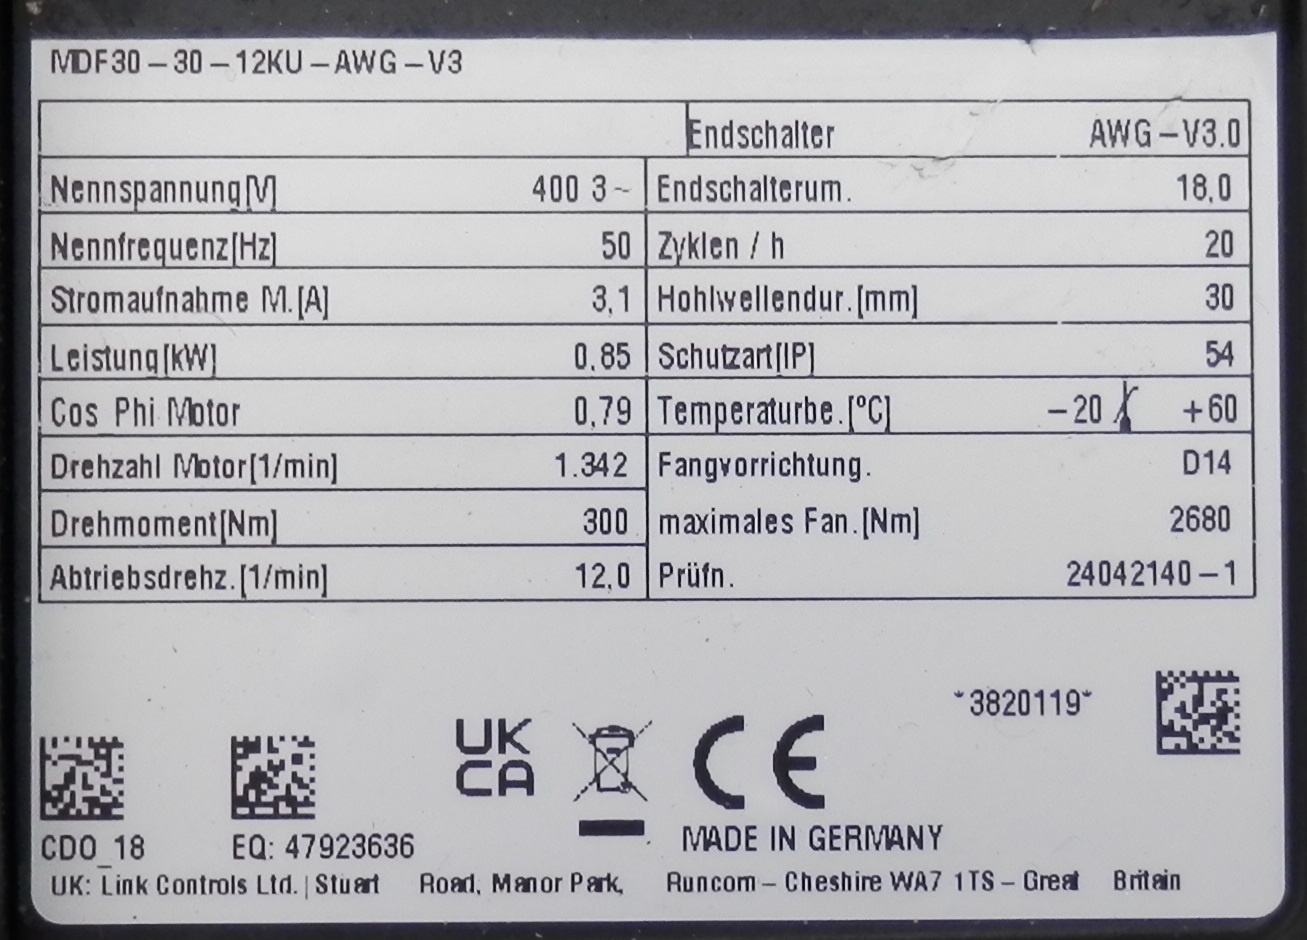 MDF30-30-12KU-AWG-V3
Endschalter AWG-V3.0
Nennspannung[V] 400 3~ Endschalterum. 18,0
Nennfrequenz[Hz] 50 Zyklen / h 20
Stromaufnahme M.[A] 3,1 Hohlwellendur.[mm] 30
Leistung[kW] 0.85 Schutzart[IP] 54
Cos Phi Motor 0,79 Temperaturbe.[°C] -20 +60
Drehzahl Motor[1/min] 1.342 Fangvorrichtung. D14
Drehmoment[Nm] 300 maximales Fan.[Nm] 2680
Abtriebsdrehz.[1/min] 12,0 Prüfn. 24042140-1
*3820119*
UK
CA
CE
MADE IN GERMANY
CDO_18 EQ: 47923636
UK: Link Controls Ltd. | Stuart Road, Manor Park, Runcorn - Cheshire WA7 1TS - Great Britain